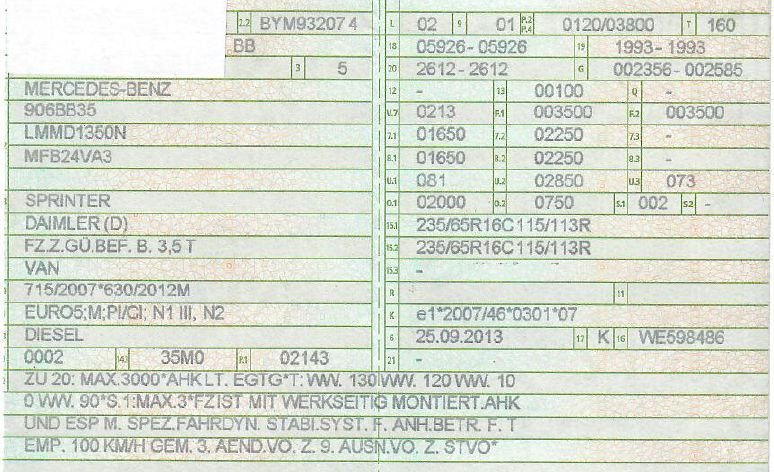 2.2 BYM93207 4 L 02 9 01 P.2 P.4 0120/03800 T 160
BB 18 05926-05926 19 1993-1993
3 5 20 2612-2612 G 002356-002585
MERCEDES-BENZ 12 - 13 00100 Q -
906BB35 V.7 0213 F.1 003500 F.2 003500
LMMD1350N 7.1 01650 7.2 02250 7.3 -
MFB24VA3 8.1 01650 8.2 02250 8.3 -
U.1 081 U.2 02850 U.3 073
SPRINTER O.1 02000 O.2 0750 S.1 002 S.2 -
DAIMLER (D) 15.1 235/65R16C115/113R
FZ.Z.GÜ.BEF. B. 3,5 T 15.2 235/65R16C115/113R
VAN 15.3 -
715/2007*630/2012M R 11
EURO5;M;PI/CI; N1 III, N2 K e1*2007/46*0301*07
DIESEL 6 25.09.2013 17 K 16 WE598486
0002 14.1 35M0 P.1 02143 21 -
ZU 20: MAX.3000*AHK LT. EGTG*T: WW. 130 WW. 120 WW. 10
0 WW. 90*S.1:MAX.3*FZ IST MIT WERKSEITIG MONTIERT.AHK
UND ESP M. SPEZ.FAHRDYN. STABI.SYST. F. ANH.BETR. F. T
EMP. 100 KM/H GEM. 3. AEND.VO. Z. 9. AUSN.VO. Z. STVO*